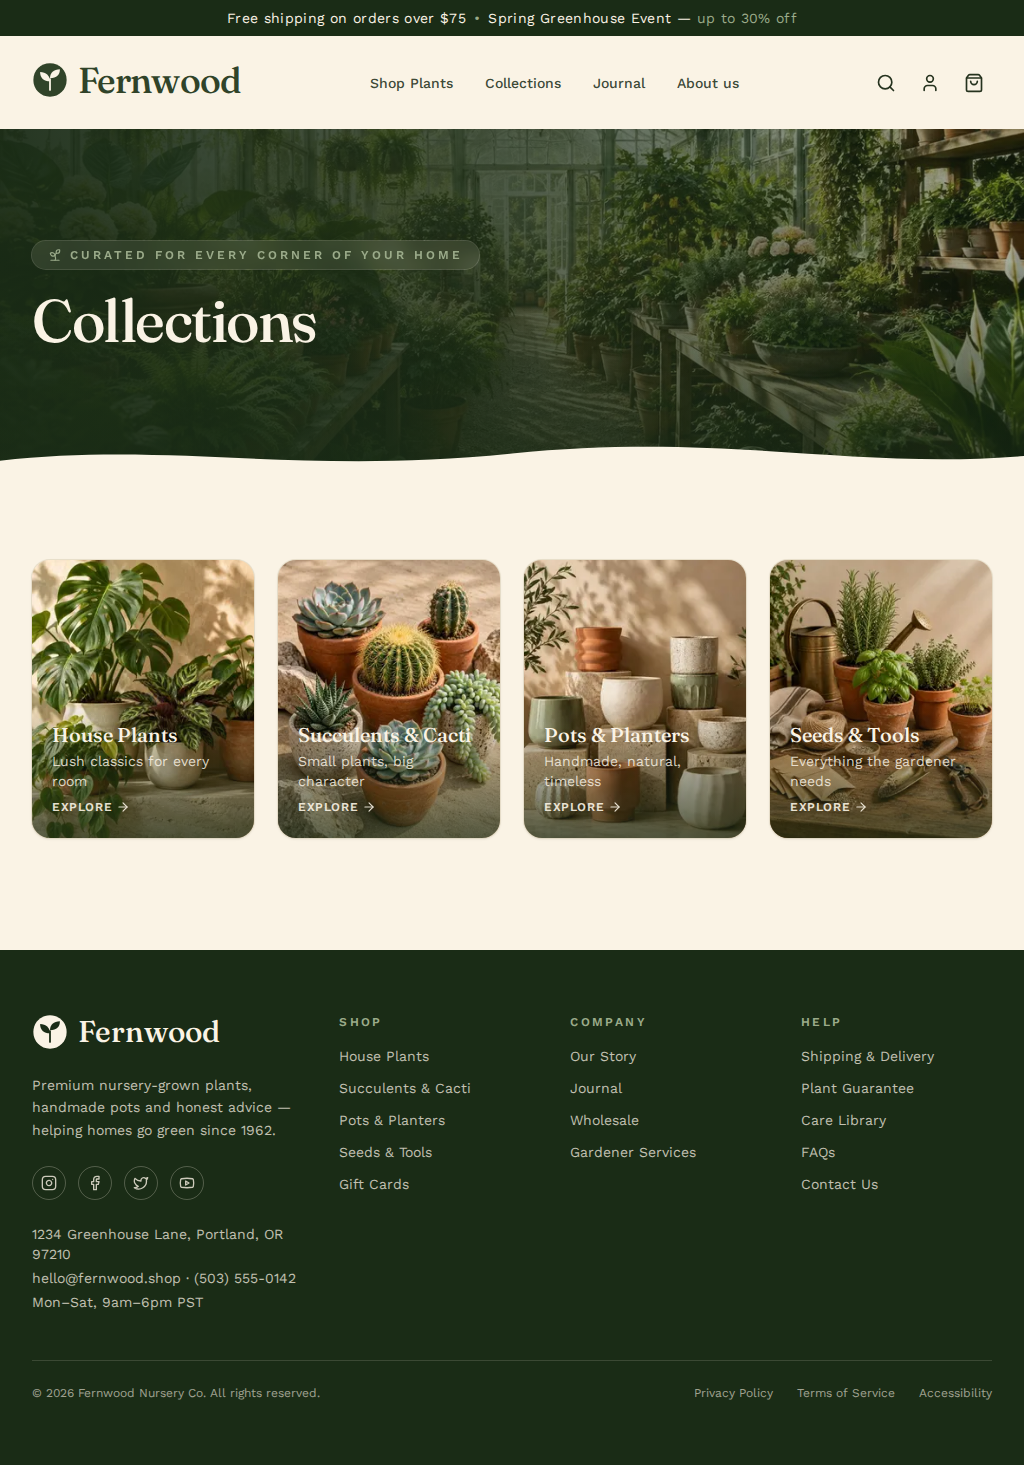 Free shipping on orders over $75 • Spring Greenhouse Event — up to 30% off
Fernwood
Shop Plants
Collections
Journal
About us
CURATED FOR EVERY CORNER OF YOUR HOME
Collections
House Plants
Lush classics for every
room
EXPLORE →
Succulents & Cacti
Small plants, big
character
EXPLORE →
Pots & Planters
Handmade, natural,
timeless
EXPLORE →
Seeds & Tools
Everything the gardener
needs
EXPLORE →
Fernwood
Premium nursery-grown plants,
handmade pots and honest advice —
helping homes go green since 1962.
1234 Greenhouse Lane, Portland, OR
97210
hello@fernwood.shop · (503) 555-0142
Mon–Sat, 9am–6pm PST
SHOP
House Plants
Succulents & Cacti
Pots & Planters
Seeds & Tools
Gift Cards
COMPANY
Our Story
Journal
Wholesale
Gardener Services
HELP
Shipping & Delivery
Plant Guarantee
Care Library
FAQs
Contact Us
© 2026 Fernwood Nursery Co. All rights reserved.
Privacy Policy
Terms of Service
Accessibility